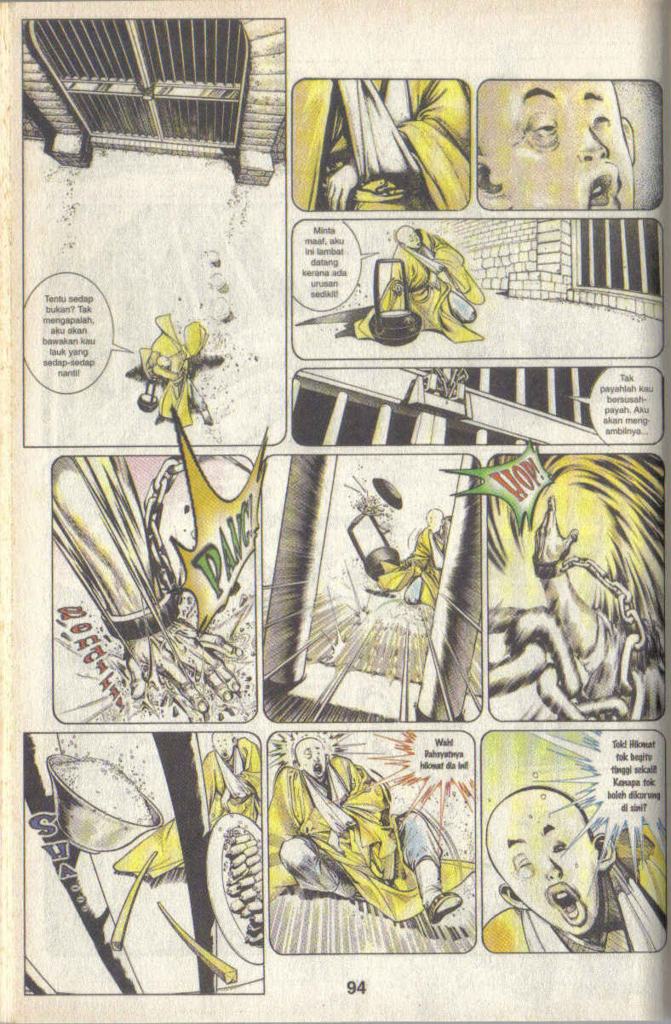 Tentu sedap
bukan? Tak
mengapalah,
aku akan
bawakan kau
lauk yang
sedap-sedap
nanti!
Minta
maaf, aku
ini lambat
datang
kerana ada
urusan
sedikit!
Tak
payahlah kau
bersusah-
payah. Aku
akan meng-
ambilnya...
PANG!
HOP!
Wah!
Dahsyatnya
hikmat dia ini!
Tok! Hikmat
tok begitu
tinggi sekali!
Kenapa tok
boleh dikurung
di sini?
94